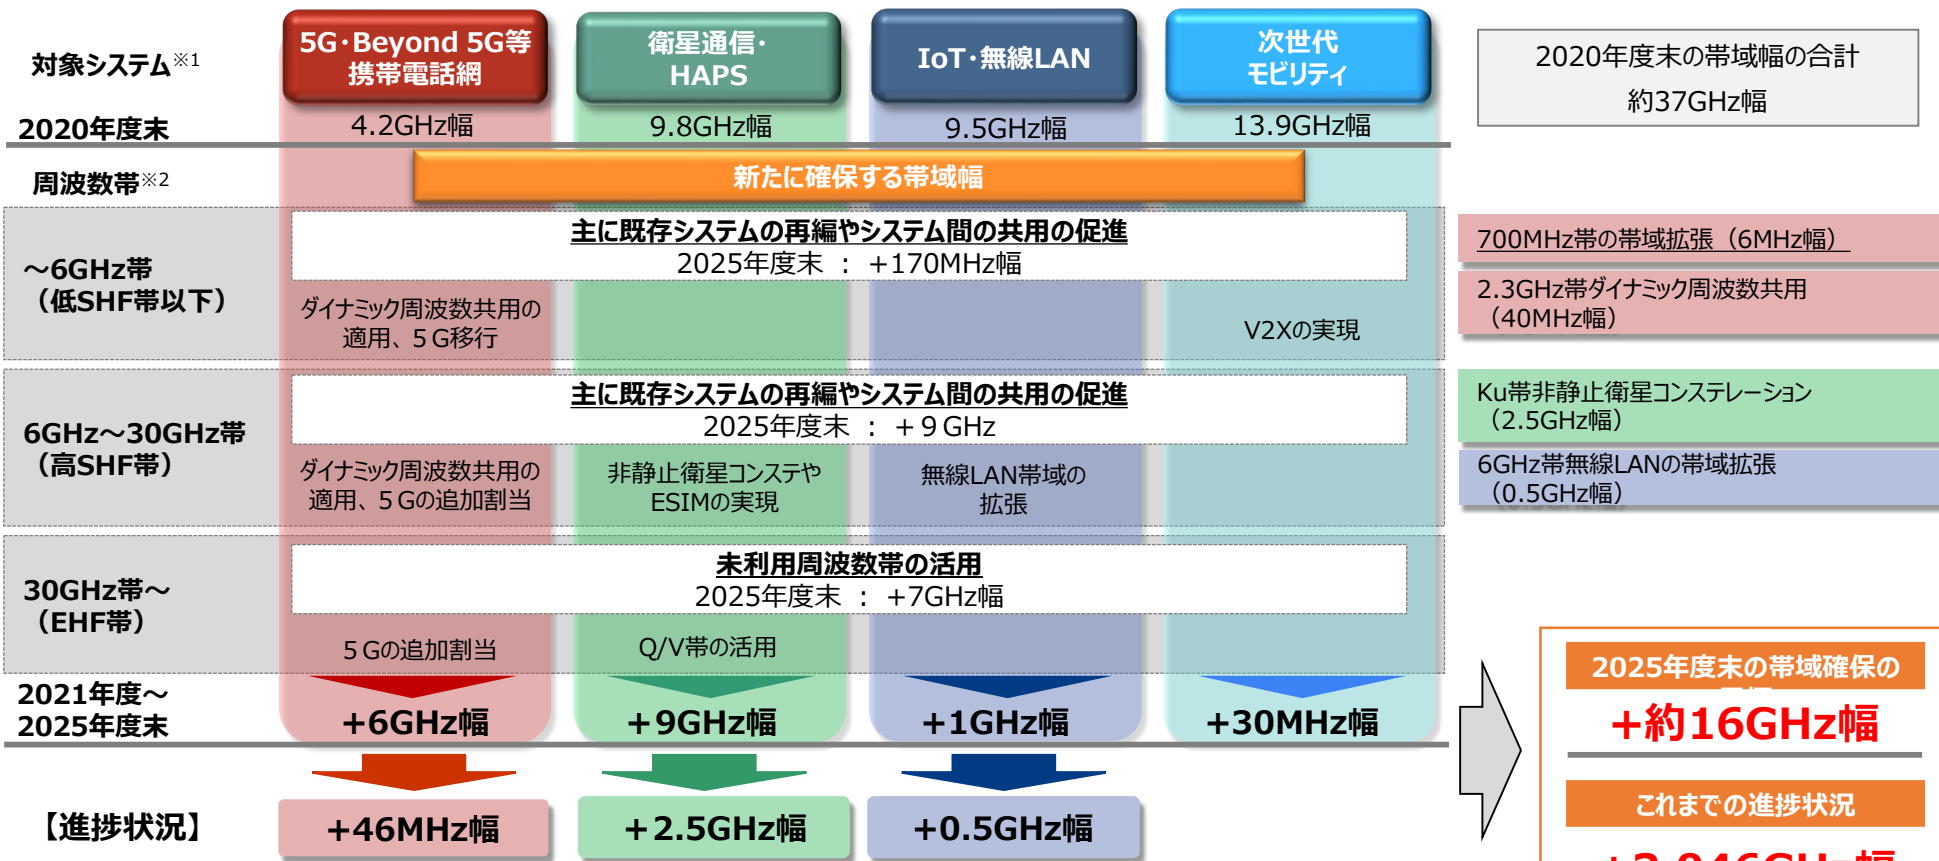 対象システム※1
5G・Beyond 5G等
携帯電話網
衛星通信・
HAPS
IoT・無線LAN
次世代
モビリティ
2020年度末の帯域幅の合計
約37GHz幅
2020年度末
4.2GHz幅
9.8GHz幅
9.5GHz幅
13.9GHz幅
周波数帯※2
新たに確保する帯域幅
～6GHz帯
（低SHF帯以下）
主に既存システムの再編やシステム間の共用の促進
2025年度末 ： +170MHz幅
ダイナミック周波数共用の
適用、５G移行
V2Xの実現
700MHz帯の帯域拡張（6MHz幅）
2.3GHz帯ダイナミック周波数共用
（40MHz幅）
6GHz～30GHz帯
（高SHF帯）
主に既存システムの再編やシステム間の共用の促進
2025年度末 ： +９GHz
ダイナミック周波数共用の
適用、５Gの追加割当
非静止衛星コンステや
ESIMの実現
無線LAN帯域の
拡張
Ku帯非静止衛星コンステレーション
（2.5GHz幅）
6GHz帯無線LANの帯域拡張
（0.5GHz幅）
30GHz帯～
（EHF帯）
未利用周波数帯の活用
2025年度末 ： +7GHz幅
５Gの追加割当
Q/V帯の活用
2021年度～
2025年度末
+6GHz幅
+9GHz幅
+1GHz幅
+30MHz幅
【進捗状況】
+46MHz幅
+2.5GHz幅
+0.5GHz幅
2025年度末の帯域確保の
+約16GHz幅
これまでの進捗状況
+3.046GHz幅